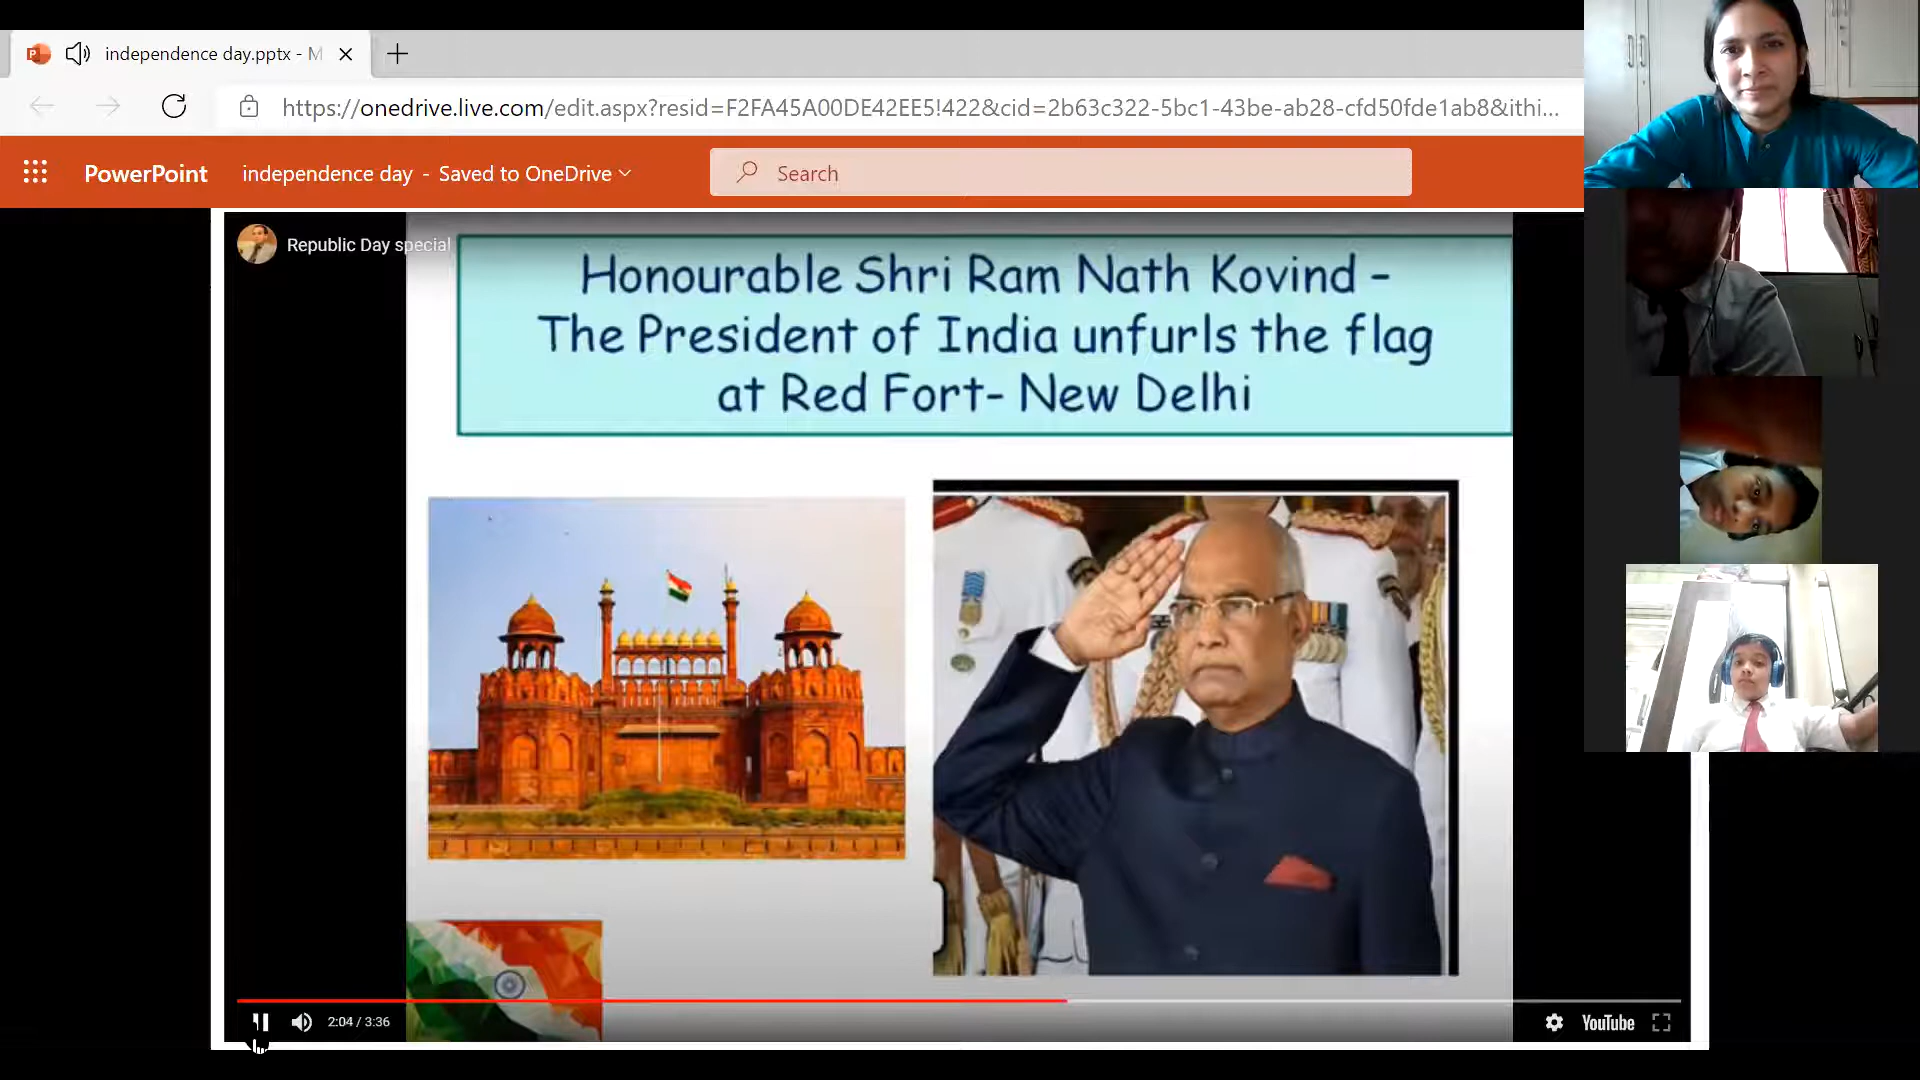 independence day.pptx - M
https://onedrive.live.com/edit.aspx?resid=F2FA45A00DE42EE5!422&cid=2b63c322-5bc1-43be-ab28-cfd50fde1ab8&ithi...
PowerPoint
independence day - Saved to OneDrive
Search
Republic Day special
Honourable Shri Ram Nath Kovind -
The President of India unfurls the flag
at Red Fort- New Delhi
2:04 / 3:36
YouTube